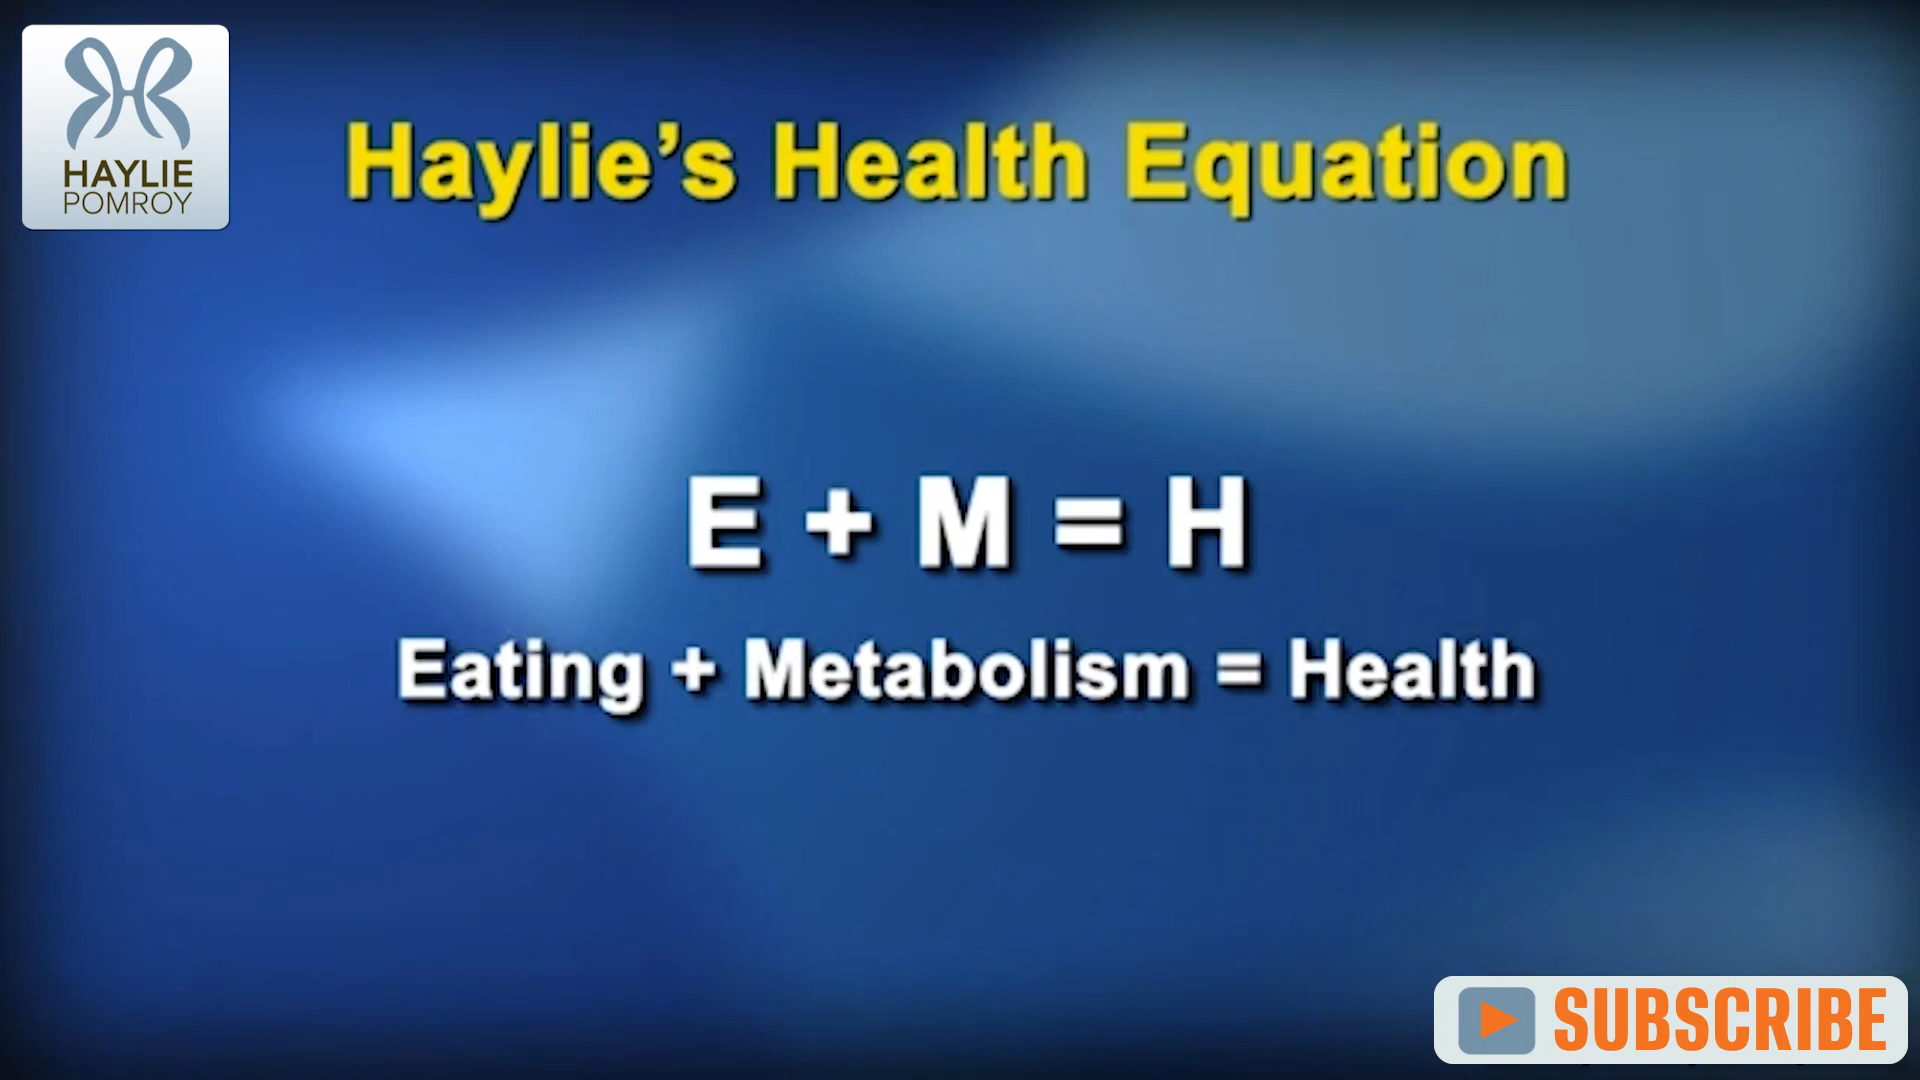 HAYLIE
POMROY
Haylie’s Health Equation
E + M = H
Eating + Metabolism = Health
SUBSCRIBE